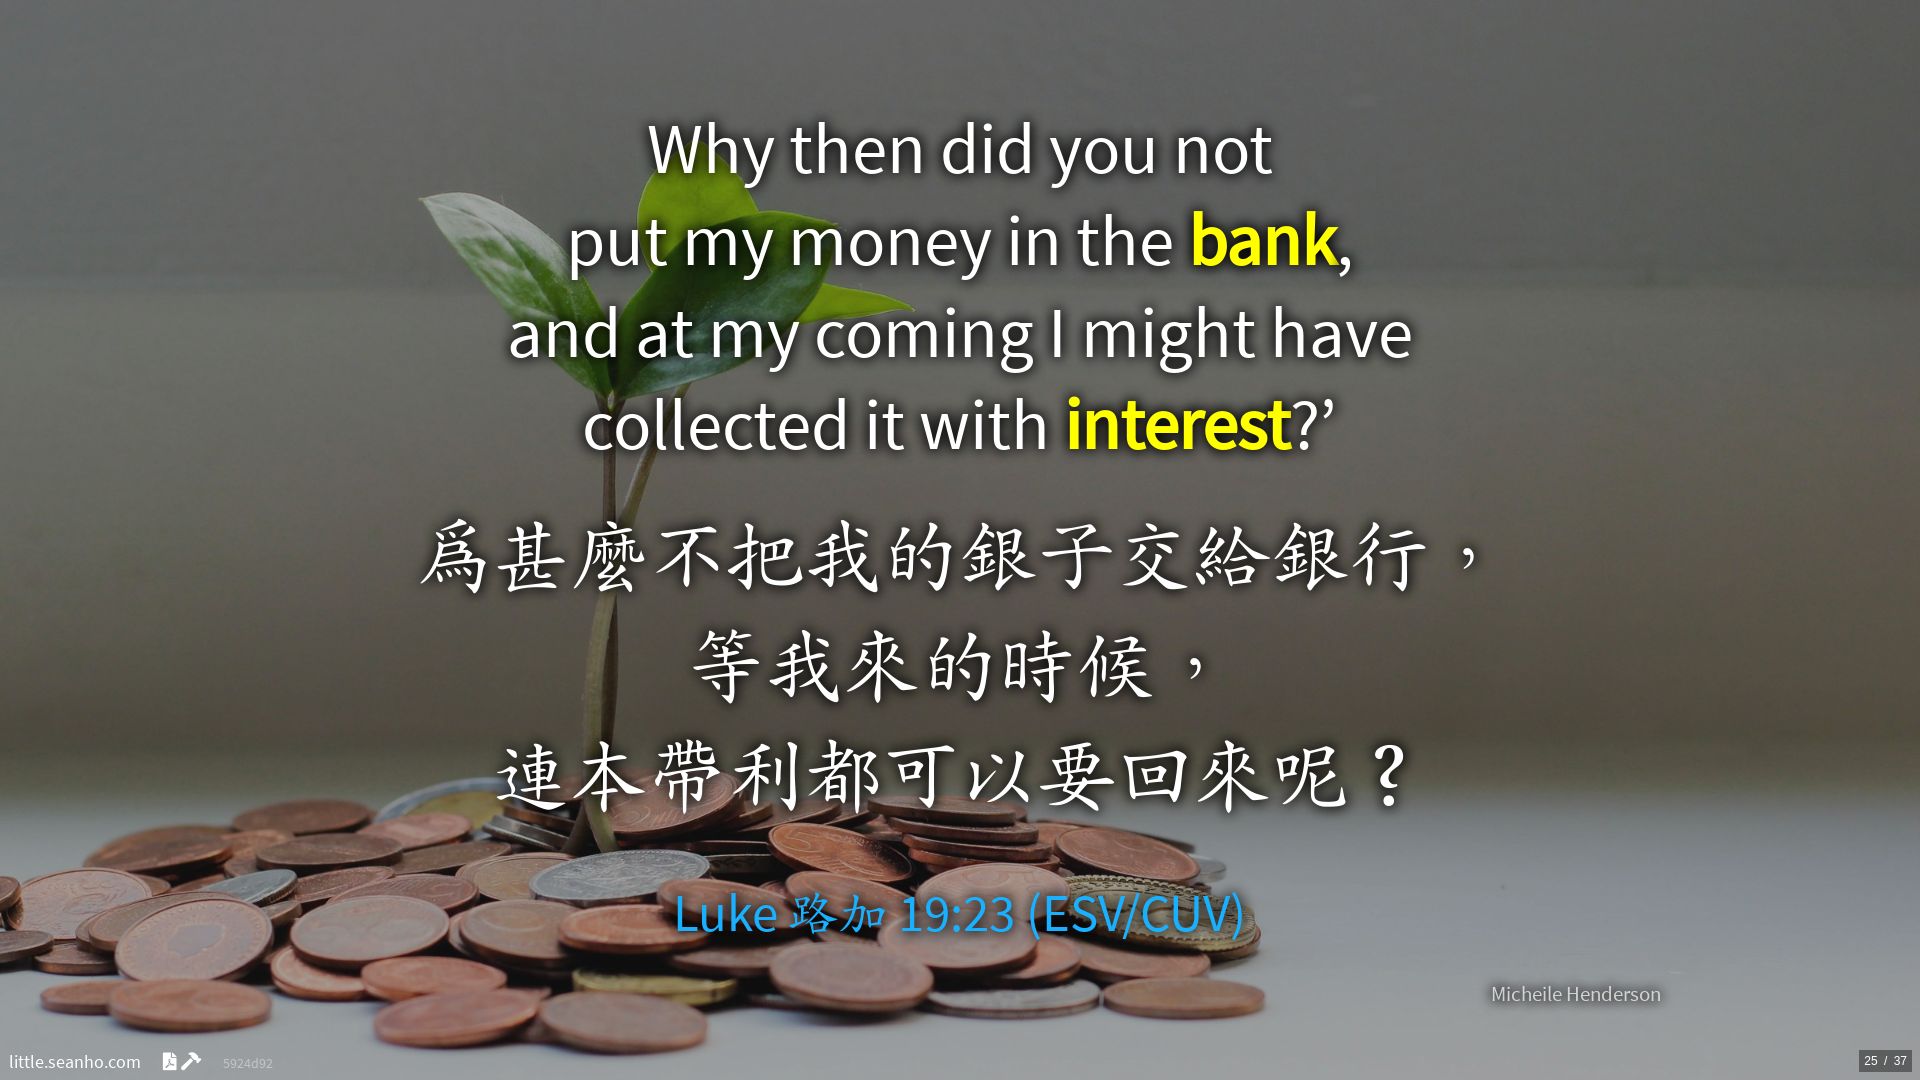 Why then did you not
put my money in the bank,
and at my coming I might have
collected it with interest?’
爲甚麼不把我的銀子交給銀行，
等我來的時候，
連本帶利都可以要回來呢？
Luke 路加 19:23 (ESV/CUV)
Micheile Henderson
little.seanho.com 5924d92
25 / 37